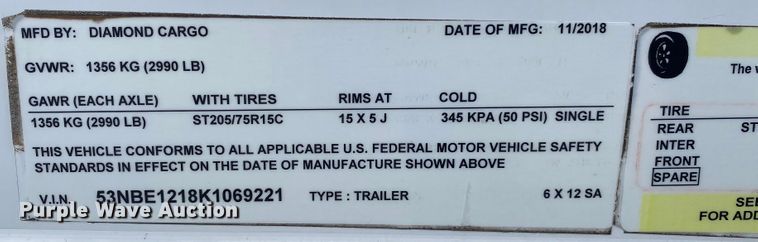 MFD BY: DIAMOND CARGO DATE OF MFG: 11/2018
GVWR: 1356 KG (2990 LB)
GAWR (EACH AXLE) WITH TIRES RIMS AT COLD
1356 KG (2990 LB) ST205/75R15C 15 X 5 J 345 KPA (50 PSI) SINGLE
THIS VEHICLE CONFORMS TO ALL APPLICABLE U.S. FEDERAL MOTOR VEHICLE SAFETY
STANDARDS IN EFFECT ON THE DATE OF MANUFACTURE SHOWN ABOVE
V.I.N. 53NBE1218K1069221 TYPE : TRAILER 6 X 12 SA
Purple Wave Auction
The
TIRE
REAR ST
INTER
FRONT
SPARE
SE
FOR ADD